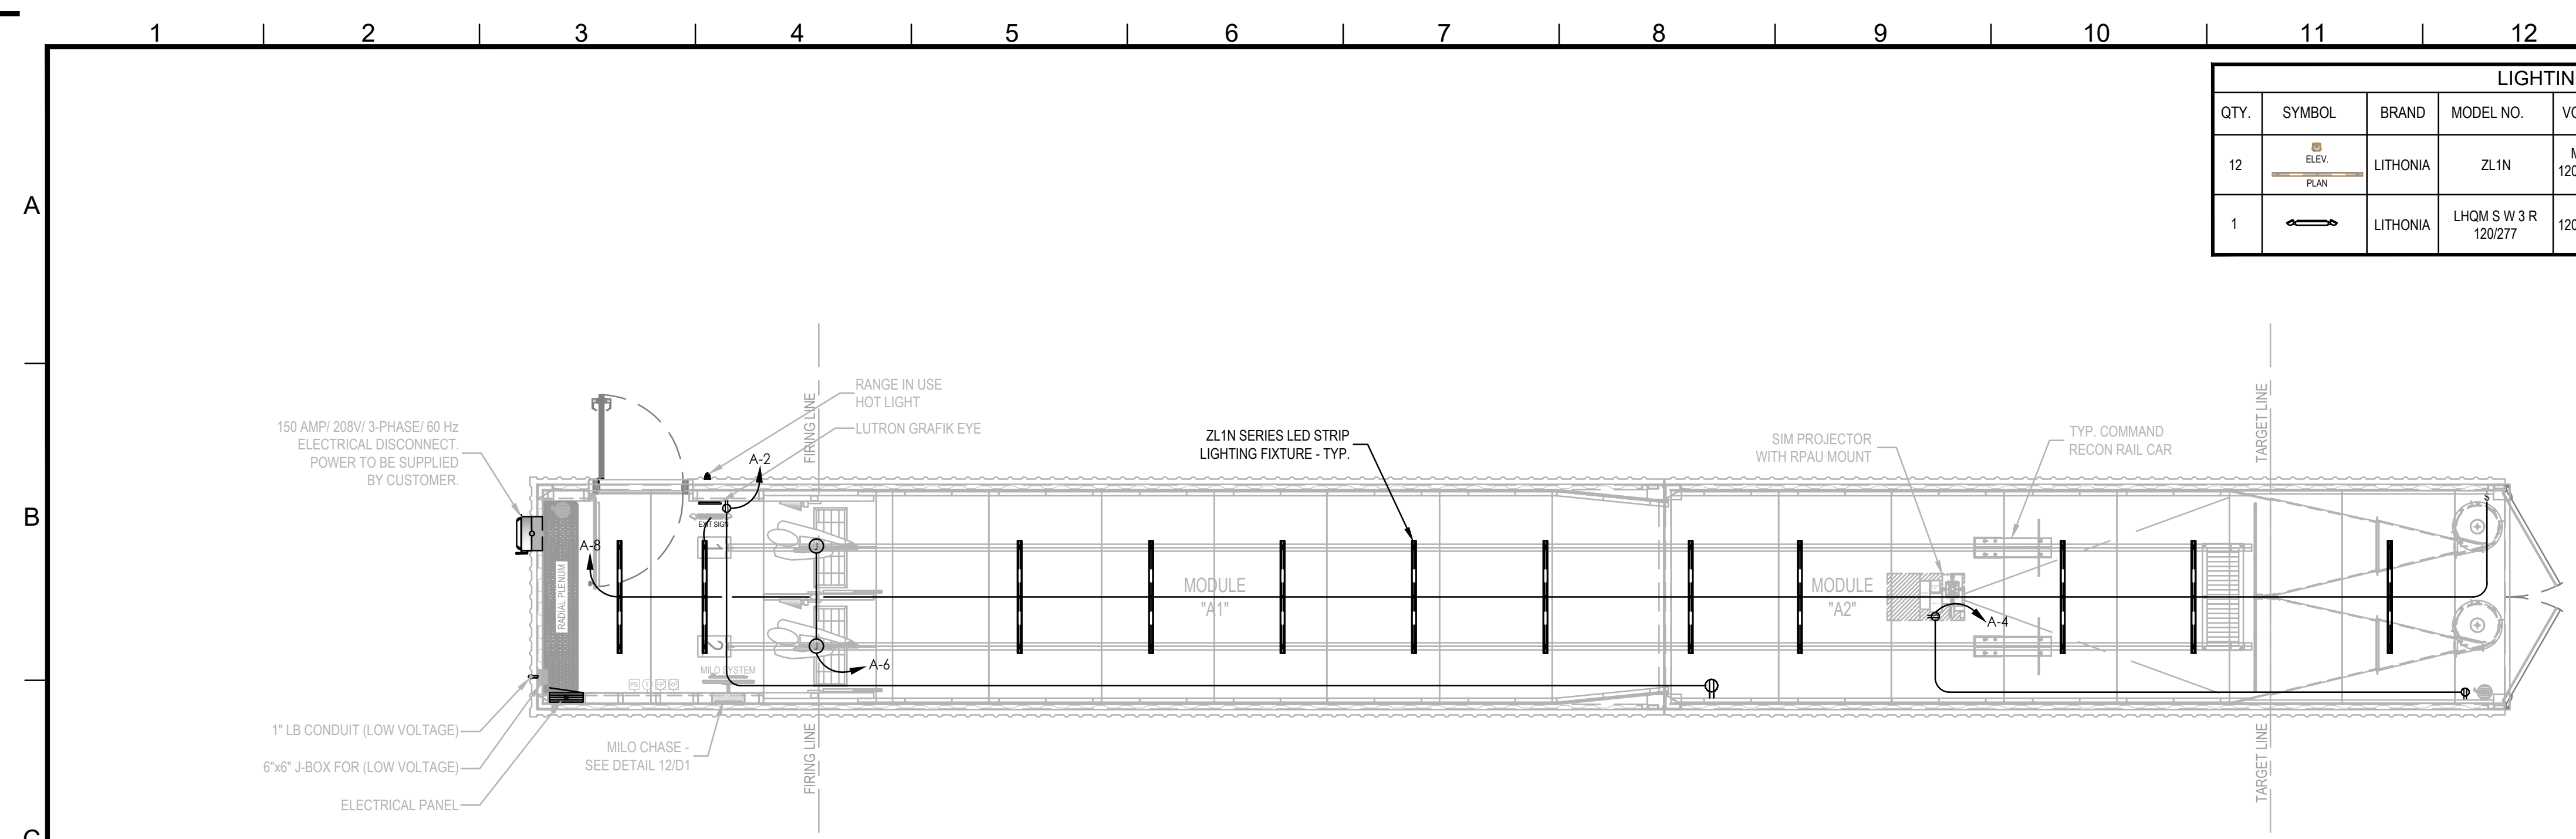 1 2 3 4 5 6 7 8 9 10 11 12
LIGHTIN
QTY. SYMBOL BRAND MODEL NO.
12 ELEV. PLAN LITHONIA ZL1N
1 LITHONIA LHQM S W 3 R
120/277
A
B
150 AMP/ 208V/ 3-PHASE/ 60 Hz
ELECTRICAL DISCONNECT.
POWER TO BE SUPPLIED
BY CUSTOMER.
RANGE IN USE
HOT LIGHT
LUTRON GRAFIK EYE
FIRING LINE
ZL1N SERIES LED STRIP
LIGHTING FIXTURE - TYP.
SIM PROJECTOR
WITH RPAU MOUNT
TYP. COMMAND
RECON RAIL CAR
TARGET LINE
A-2
EXIT SIGN
A-8
1
J
RADIAL PLENUM
MODULE
"A1"
MODULE
"A2"
A-4
2
J
A-6
MILO SYSTEM
PS T
S
1" LB CONDUIT (LOW VOLTAGE)
6"x6" J-BOX FOR (LOW VOLTAGE)
ELECTRICAL PANEL
MILO CHASE -
SEE DETAIL 12/D1
FIRING LINE
TARGET LINE